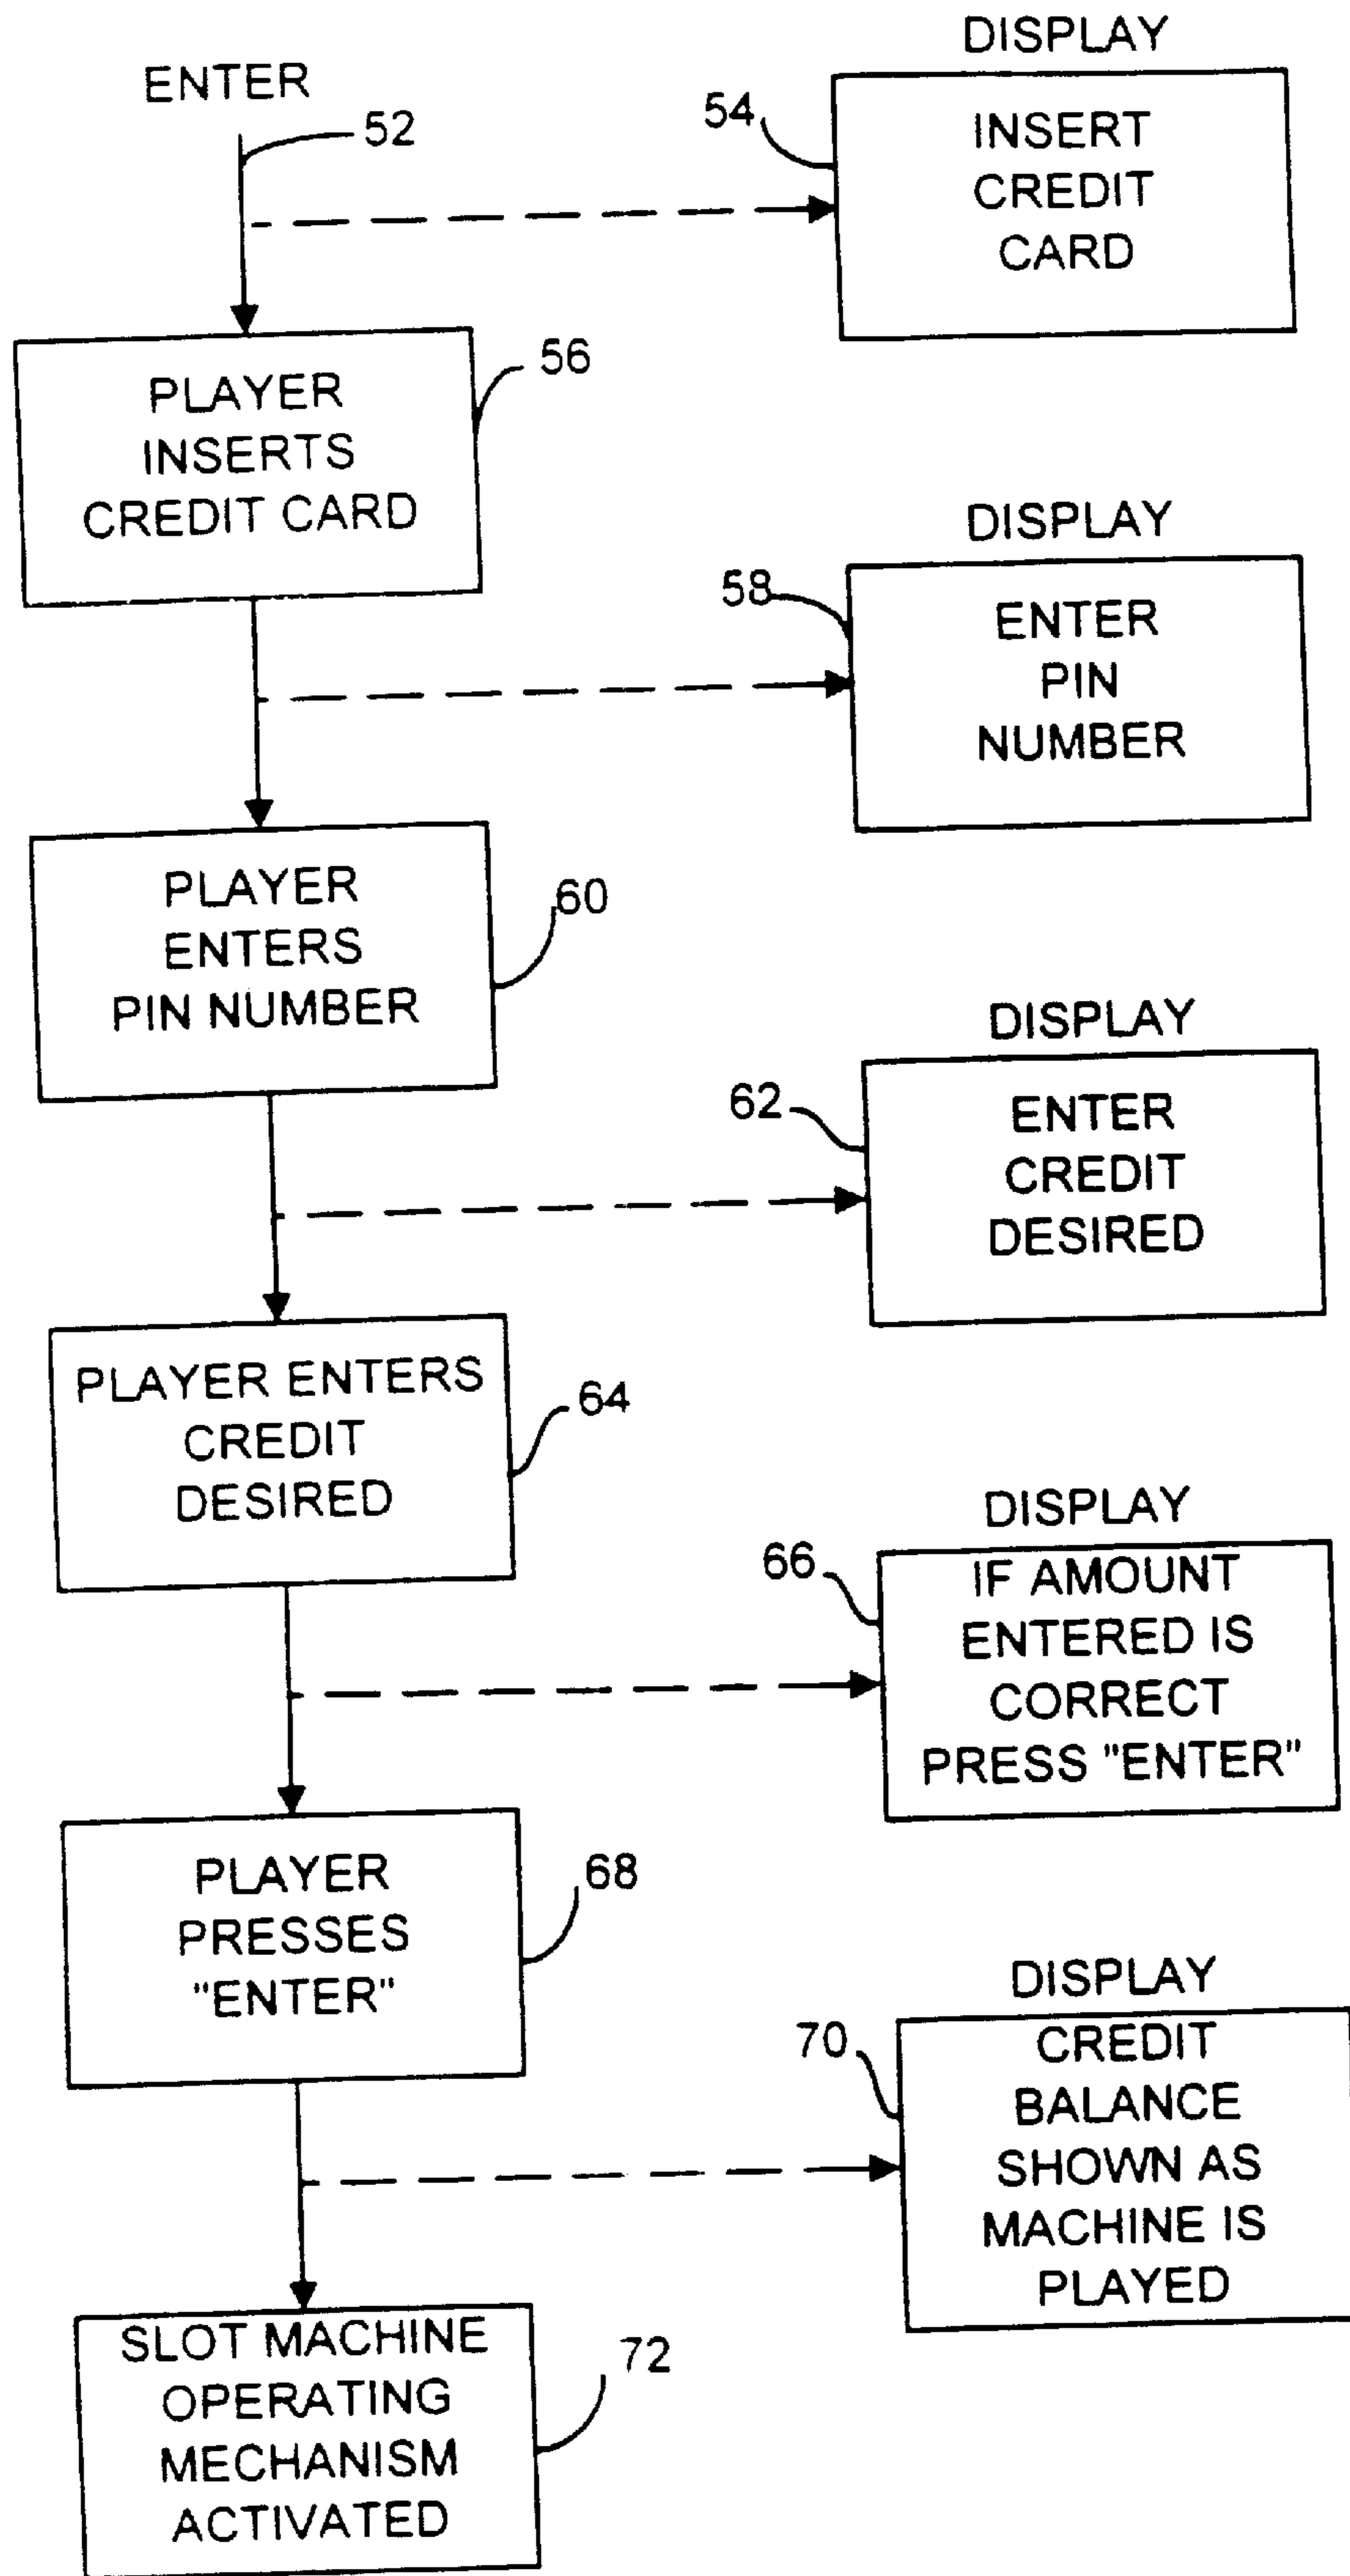 ENTER
52
DISPLAY
54
INSERT
CREDIT
CARD
PLAYER
INSERTS
CREDIT CARD
56
DISPLAY
58
ENTER
PIN
NUMBER
PLAYER
ENTERS
PIN NUMBER
60
DISPLAY
62
ENTER
CREDIT
DESIRED
PLAYER ENTERS
CREDIT
DESIRED
64
DISPLAY
66
IF AMOUNT
ENTERED IS
CORRECT
PRESS "ENTER"
PLAYER
PRESSES
"ENTER"
68
DISPLAY
70
CREDIT
BALANCE
SHOWN AS
MACHINE IS
PLAYED
SLOT MACHINE
OPERATING
MECHANISM
ACTIVATED
72